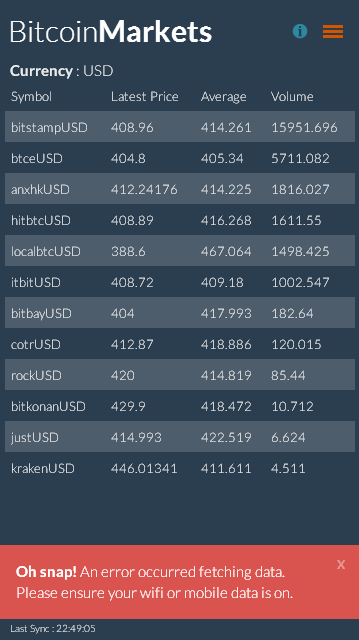 BitcoinMarkets
Currency : USD
Symbol Latest Price Average Volume
bitstampUSD 408.96 414.261 15951.696
btceUSD 404.8 405.34 5711.082
anxhkUSD 412.24176 414.225 1816.027
hitbtcUSD 408.89 416.268 1611.55
localbtcUSD 388.6 467.064 1498.425
itbitUSD 408.72 409.18 1002.547
bitbayUSD 404 417.993 182.64
cotrUSD 412.87 418.886 120.015
rockUSD 420 414.819 85.44
bitkonanUSD 429.9 418.472 10.712
justUSD 414.993 422.519 6.624
krakenUSD 446.01341 411.611 4.511
Oh snap! An error occurred fetching data. x
Please ensure your wifi or mobile data is on.
Last Sync : 22:49:05